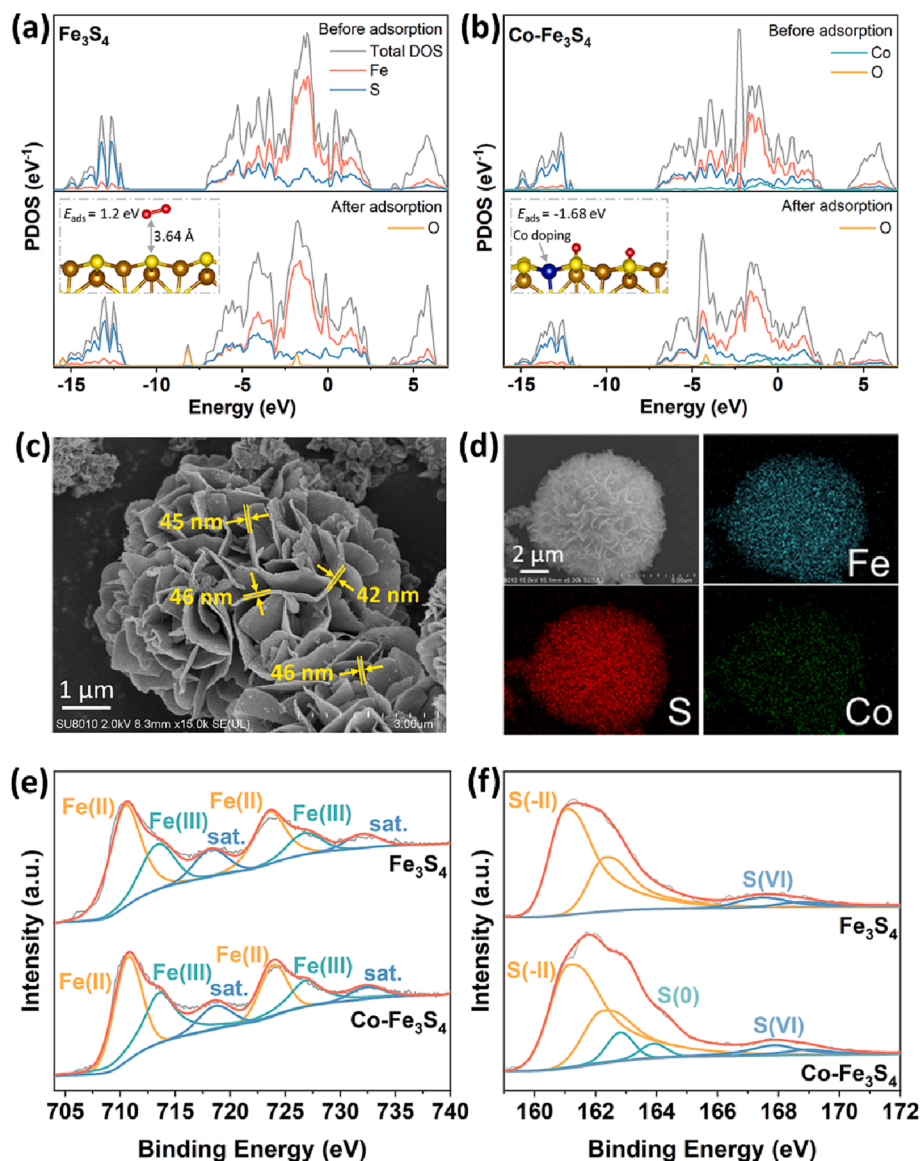 (a)
Fe3S4
Before adsorption
Total DOS
Fe
S
After adsorption
O
Eads = 1.2 eV
3.64 Å
PDOS (eV-1)
-15 -10 -5 0 5
Energy (eV)
(b)
Co-Fe3S4
Before adsorption
Co
O
After adsorption
O
Eads = -1.68 eV
Co doping
PDOS (eV-1)
-15 -10 -5 0 5
Energy (eV)
(c)
45 nm
46 nm
42 nm
46 nm
1 μm
SU8010 2.0kV 8.3mm x15.0k SE(UL)
3.00um
(d)
2 μm
5.00um
Fe
S
Co
(e)
Fe(II)
Fe(III)
sat.
Fe(II)
Fe(III)
sat.
Fe3S4
Fe(II)
Fe(III)
sat.
Fe(II)
Fe(III)
sat.
Co-Fe3S4
Intensity (a.u.)
705 710 715 720 725 730 735 740
Binding Energy (eV)
(f)
S(-II)
S(VI)
Fe3S4
S(-II)
S(0)
S(VI)
Co-Fe3S4
Intensity (a.u.)
160 162 164 166 168 170 172
Binding Energy (eV)